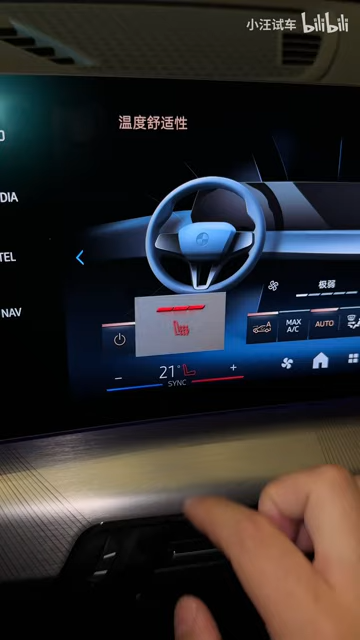 小汪试车 bilibili
温度舒适性
DIA
TEL
NAV
极弱
MAX
A/C
AUTO
− 21° +
SYNC